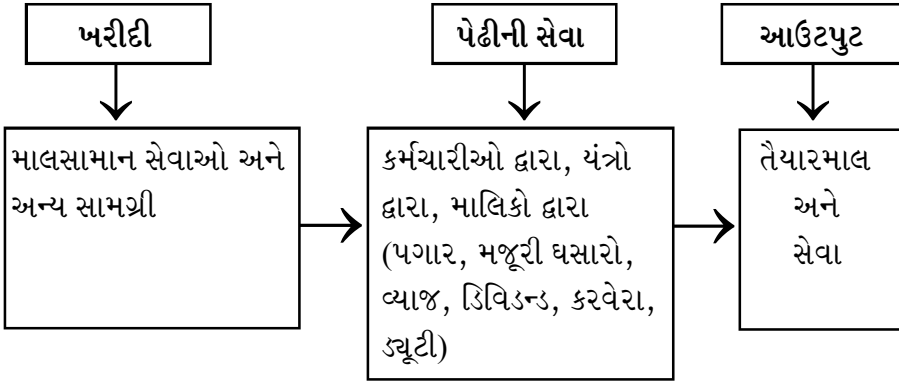 ખરીદી
પેઢીની સેવા
આઉટપુટ
માલસામાન સેવાઓ અને
અન્ય સામગ્રી
કર્મચારીઓ દ્વારા, યંત્રો
દ્વારા, માલિકો દ્વારા
(પગાર, મજૂરી ઘસારો,
વ્યાજ, ડિવિડન્ડ, કરવેરા,
ડ્યૂટી)
તૈયારમાલ
અને
સેવા